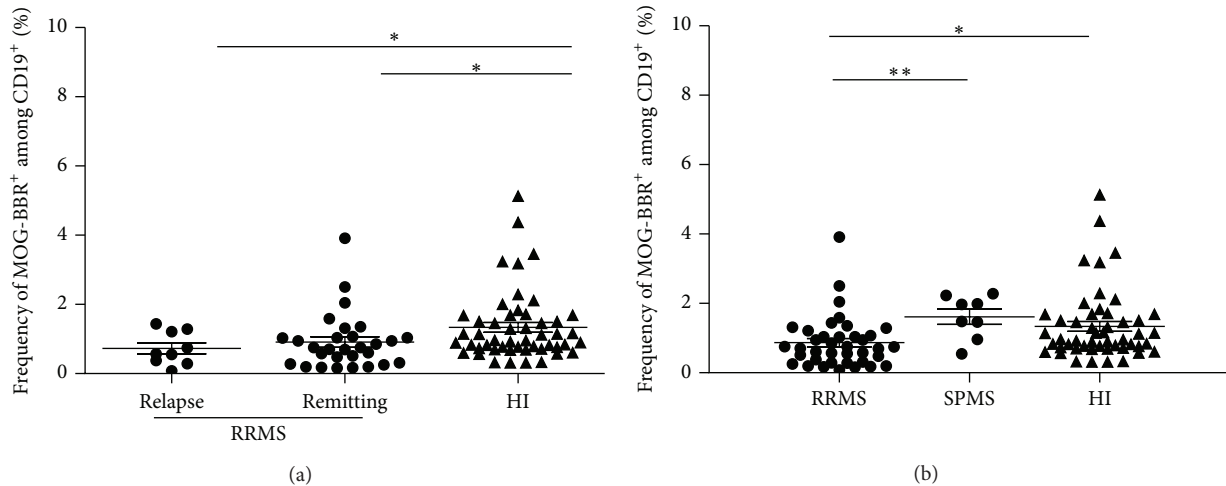 Frequency of MOG-BBR+ among CD19+ (%)
10
8
6
4
2
0
*
*
Relapse
Remitting
HI
RRMS
(a)
Frequency of MOG-BBR+ among CD19+ (%)
10
8
6
4
2
0
*
**
RRMS
SPMS
HI
(b)